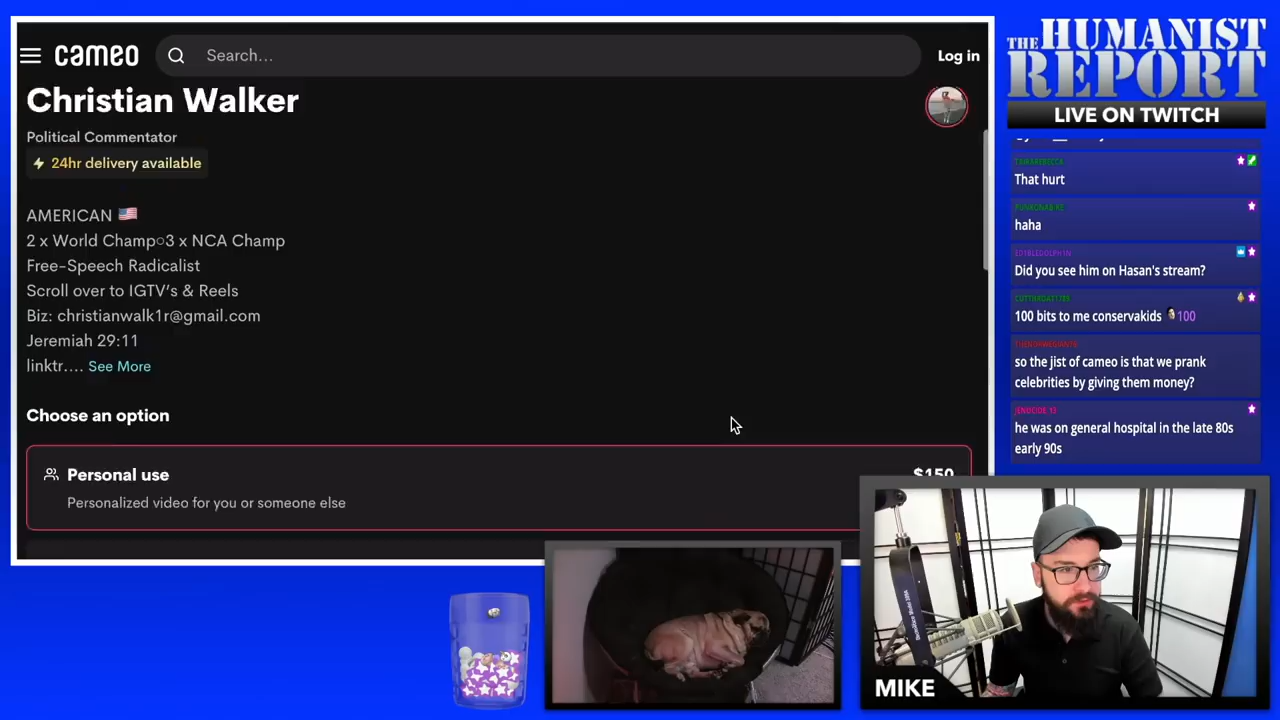 cameo
Search...
Log in
Christian Walker
Political Commentator
24hr delivery available
AMERICAN 🇺🇸
2 x World Champ○3 x NCA Champ
Free-Speech Radicalist
Scroll over to IGTV's & Reels
Biz: christianwalk1r@gmail.com
Jeremiah 29:11
linktr.... See More
Choose an option
Personal use
$150
Personalized video for you or someone else
THE HUMANIST
REPORT
LIVE ON TWITCH
That hurt
haha
Did you see him on Hasan's stream?
100 bits to me conservakids 100
so the jist of cameo is that we prank
celebrities by giving them money?
JENOCIDE_13
he was on general hospital in the late 80s
early 90s
MIKE